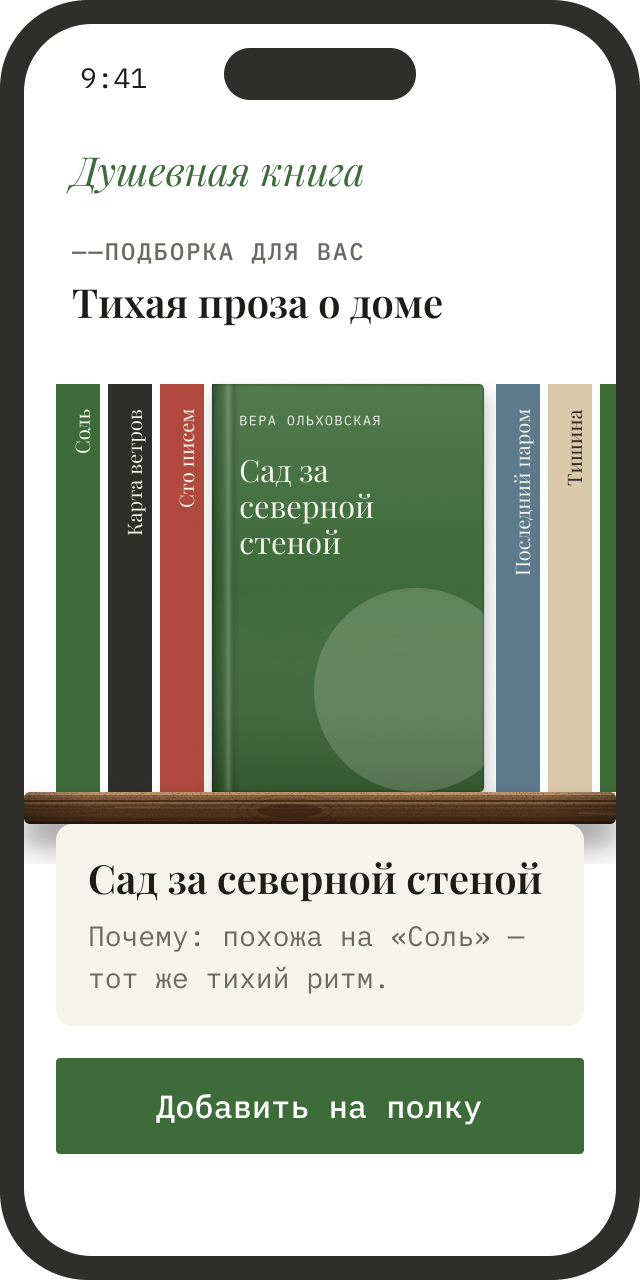 9:41
Душевная книга
——ПОДБОРКА ДЛЯ ВАС
Тихая проза о доме
Соль
Карта ветров
Сто писем
ВЕРА ОЛЬХОВСКАЯ
Сад за
северной
стеной
Последний паром
Тишина
Сад за северной стеной
Почему: похожа на «Соль» —
тот же тихий ритм.
Добавить на полку